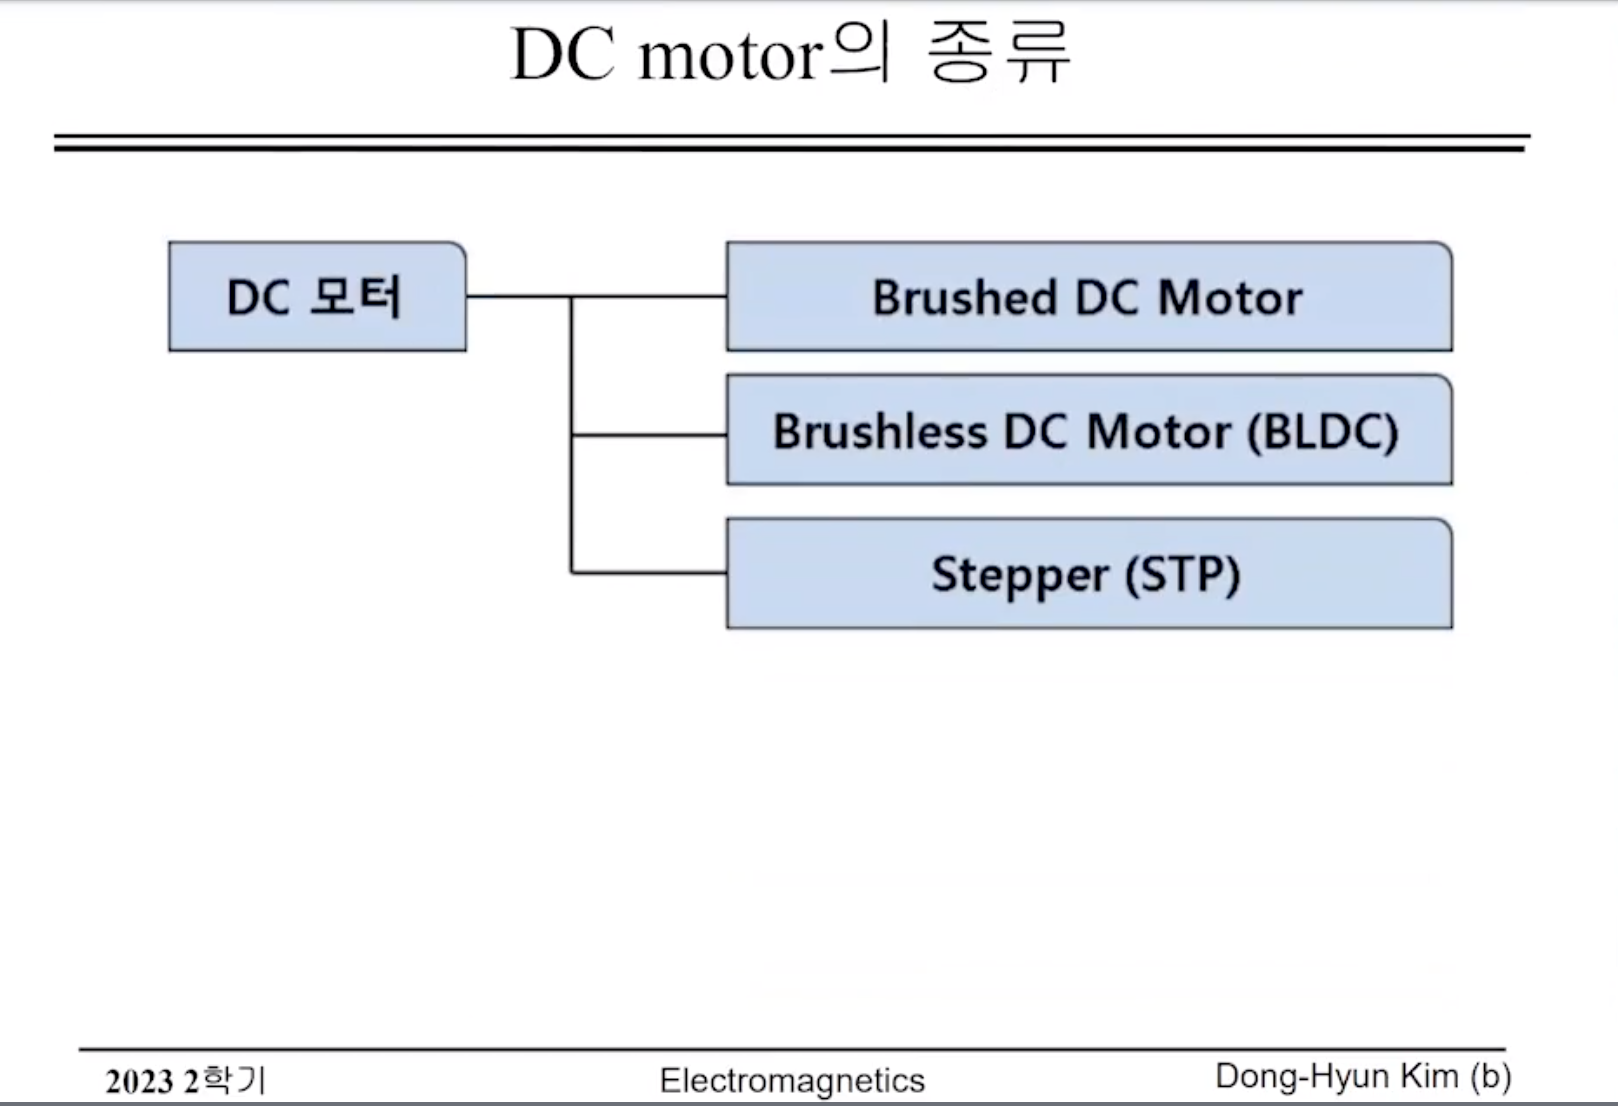 DC motor의 종류
DC 모터
Brushed DC Motor
Brushless DC Motor (BLDC)
Stepper (STP)
2023 2학기
Electromagnetics
Dong-Hyun Kim (b)